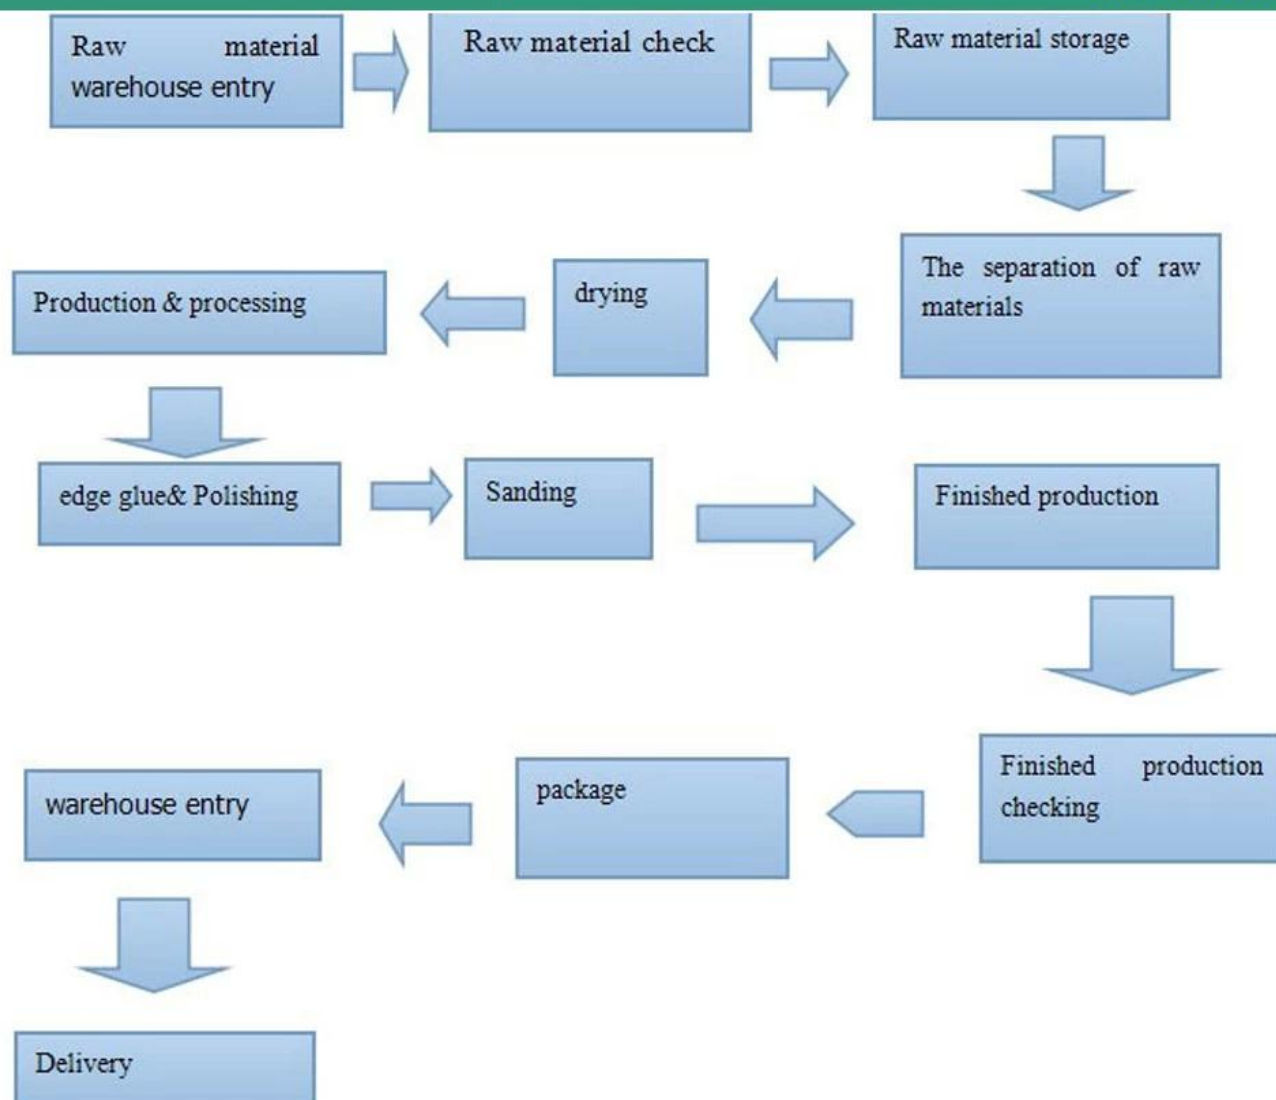 Raw material
warehouse entry
Raw material check
Raw material storage
The separation of raw
materials
drying
Production & processing
edge glue& Polishing
Sanding
Finished production
Finished production
checking
package
warehouse entry
Delivery